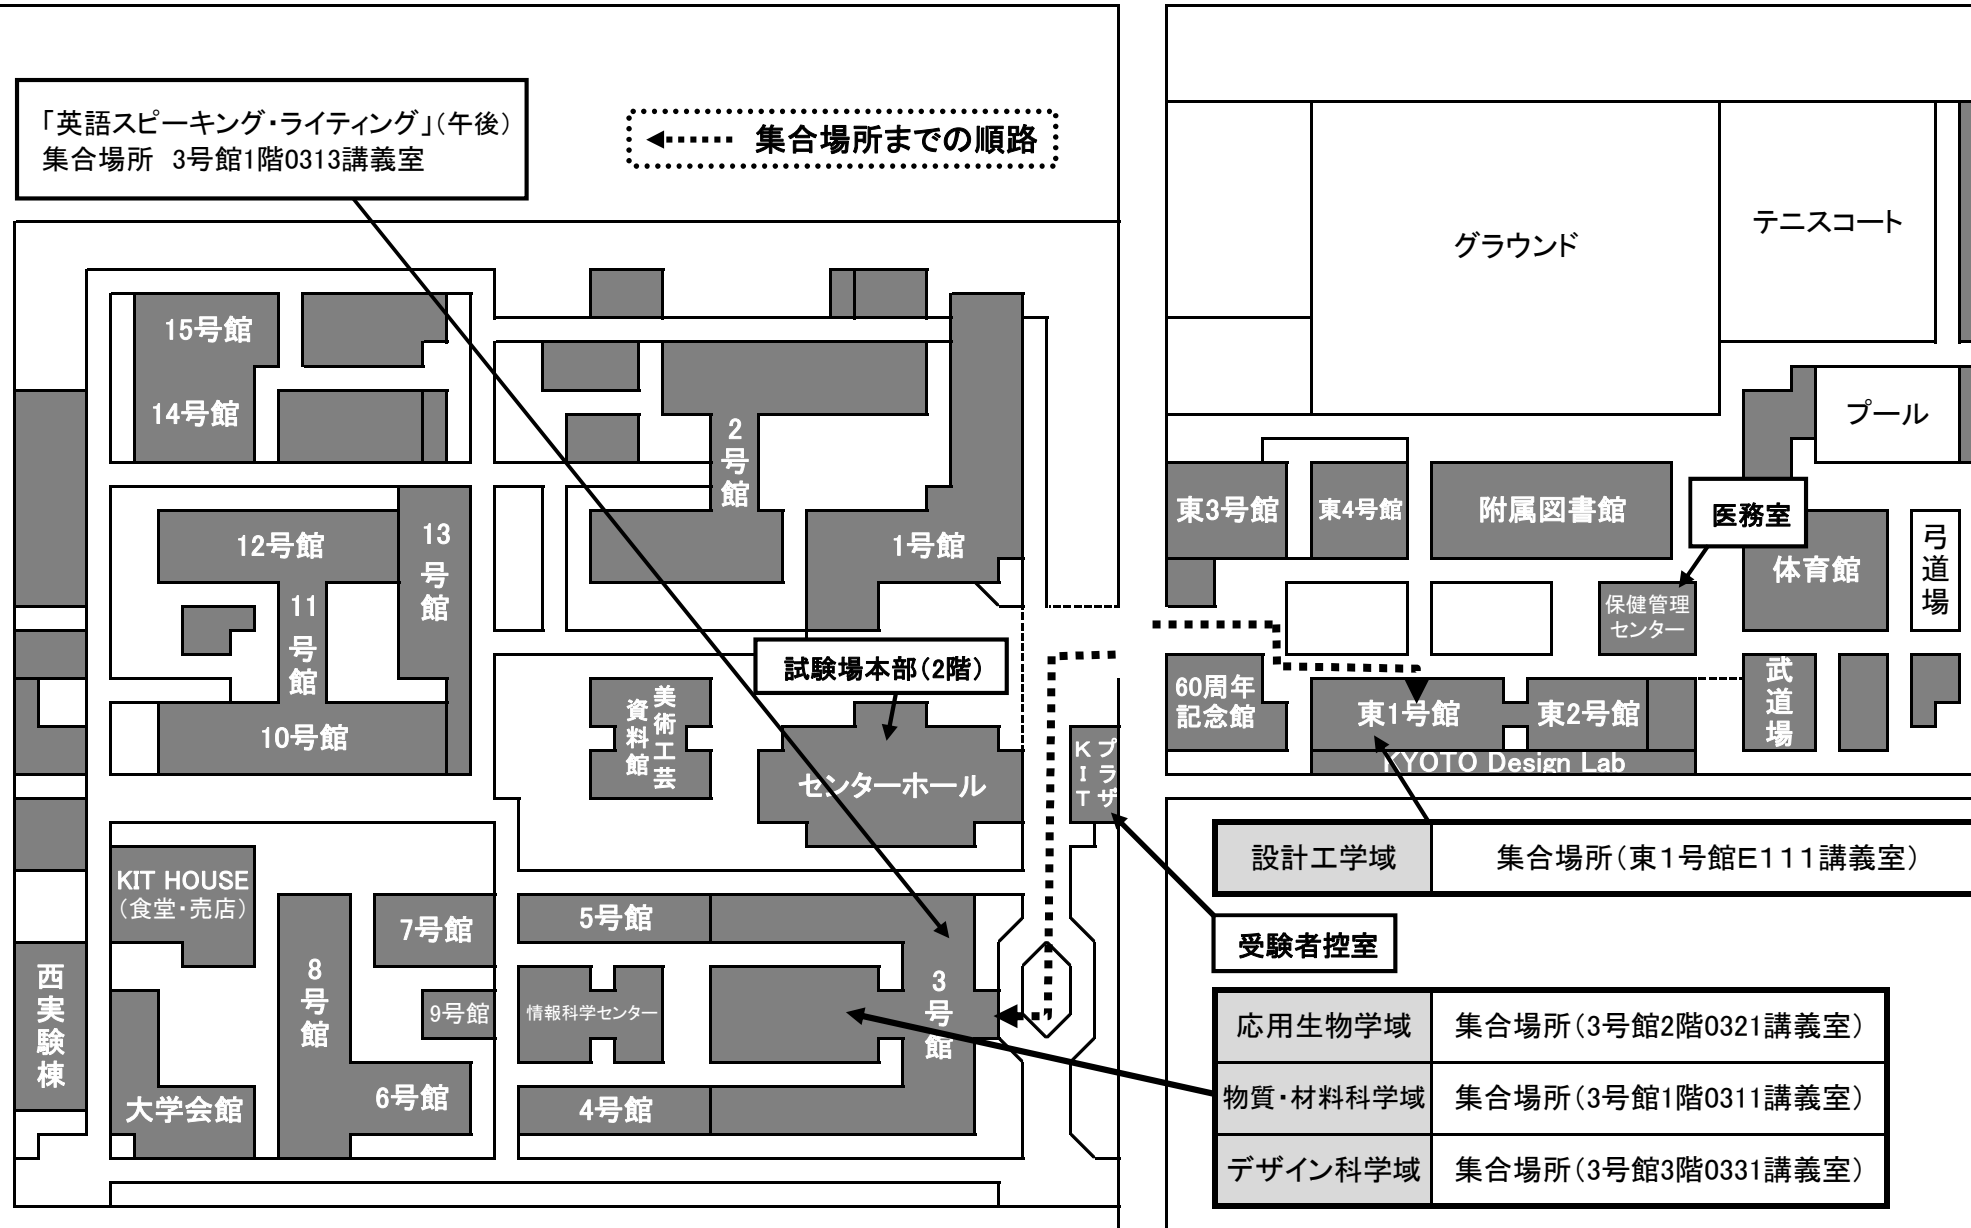 「英語スピーキング・ライティング」（午後）
集合場所　3号館1階0313講義室
集合場所までの順路
グラウンド
テニスコート
プール
15号館
14号館
2号館
1号館
12号館
13号館
11号館
10号館
東3号館
東4号館
附属図書館
医務室
体育館
弓道場
保健管理
センター
試験場本部（2階）
美術工芸
資料館
センターホール
プラザ
KIT
60周年
記念館
東1号館
東2号館
武道場
KYOTO Design Lab
設計工学域
集合場所（東１号館E１１１講義室）
受験者控室
KIT HOUSE
（食堂・売店）
7号館
5号館
8号館
3号館
9号館
情報科学センター
西実験棟
大学会館
6号館
4号館
応用生物学域
集合場所（3号館2階0321講義室）
物質・材料科学域
集合場所（3号館1階0311講義室）
デザイン科学域
集合場所（3号館3階0331講義室）